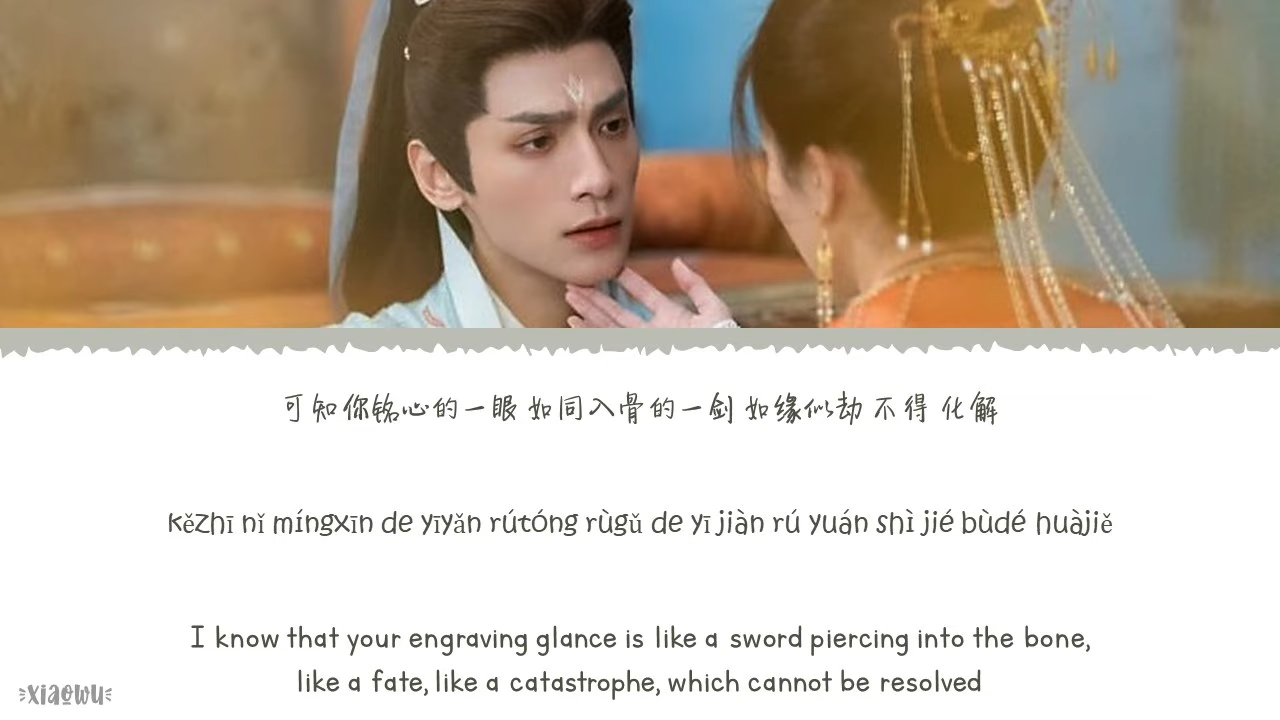 可知你铭心的一眼 如同入骨的一剑 如缘似劫 不得 化解
kězhī nǐ míngxīn de yīyǎn rútóng rùgǔ de yī jiàn rú yuán shì jié bùdé huàjiě
I know that your engraving glance is like a sword piercing into the bone,
like a fate, like a catastrophe, which cannot be resolved
xiaowu